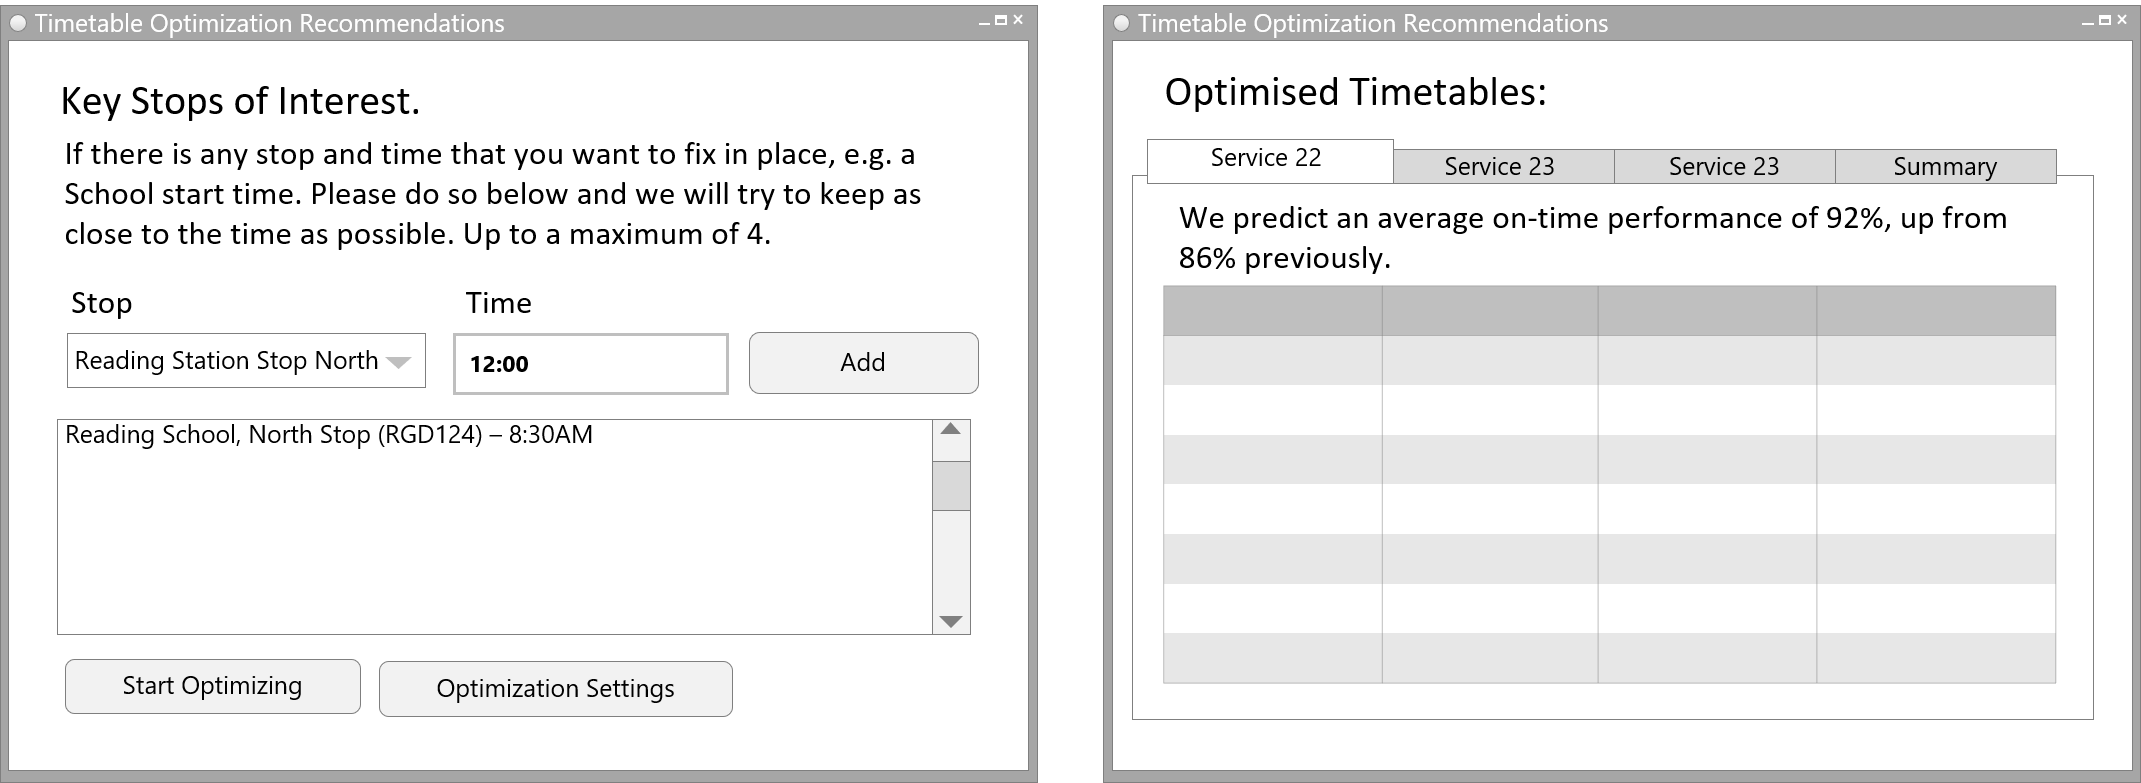 Timetable Optimization Recommendations
Key Stops of Interest.
If there is any stop and time that you want to fix in place, e.g. a
School start time. Please do so below and we will try to keep as
close to the time as possible. Up to a maximum of 4.
Stop
Time
Reading Station Stop North
12:00
Add
Reading School, North Stop (RGD124) – 8:30AM
Start Optimizing
Optimization Settings
Timetable Optimization Recommendations
Optimised Timetables:
Service 22
Service 23
Service 23
Summary
We predict an average on-time performance of 92%, up from
86% previously.